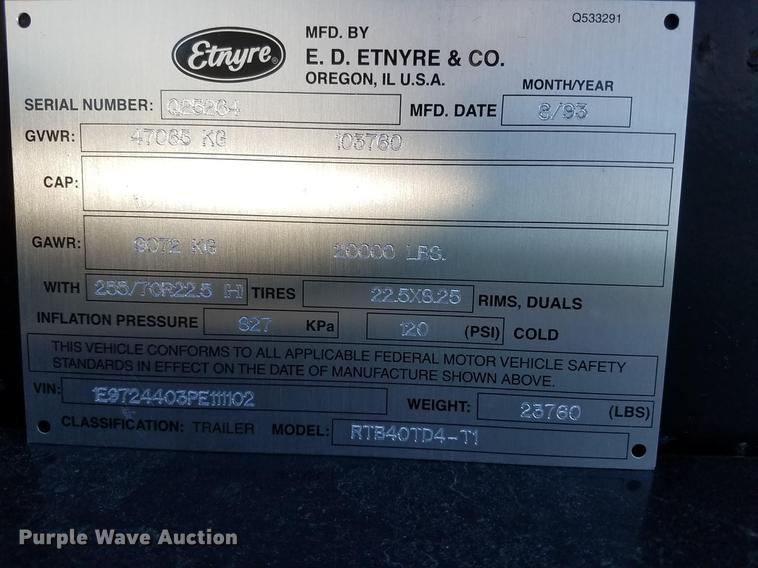 Q533291
Etnyre®
MFD. BY
E. D. ETNYRE & CO.
OREGON, IL U.S.A.
MONTH/YEAR
SERIAL NUMBER: Q25264 MFD. DATE 8/93
GVWR: 47065 KG 103760
CAP:
GAWR: 9072 KG 20000 LBS.
WITH 255/70R22.5 (H) TIRES 22.5X8.25 RIMS, DUALS
INFLATION PRESSURE 827 KPa 120 (PSI) COLD
THIS VEHICLE CONFORMS TO ALL APPLICABLE FEDERAL MOTOR VEHICLE SAFETY
STANDARDS IN EFFECT ON THE DATE OF MANUFACTURE SHOWN ABOVE.
VIN: 1E9724403PE111102 WEIGHT: 23760 (LBS)
CLASSIFICATION: TRAILER MODEL: RTB40TD4-T1
Purple Wave Auction